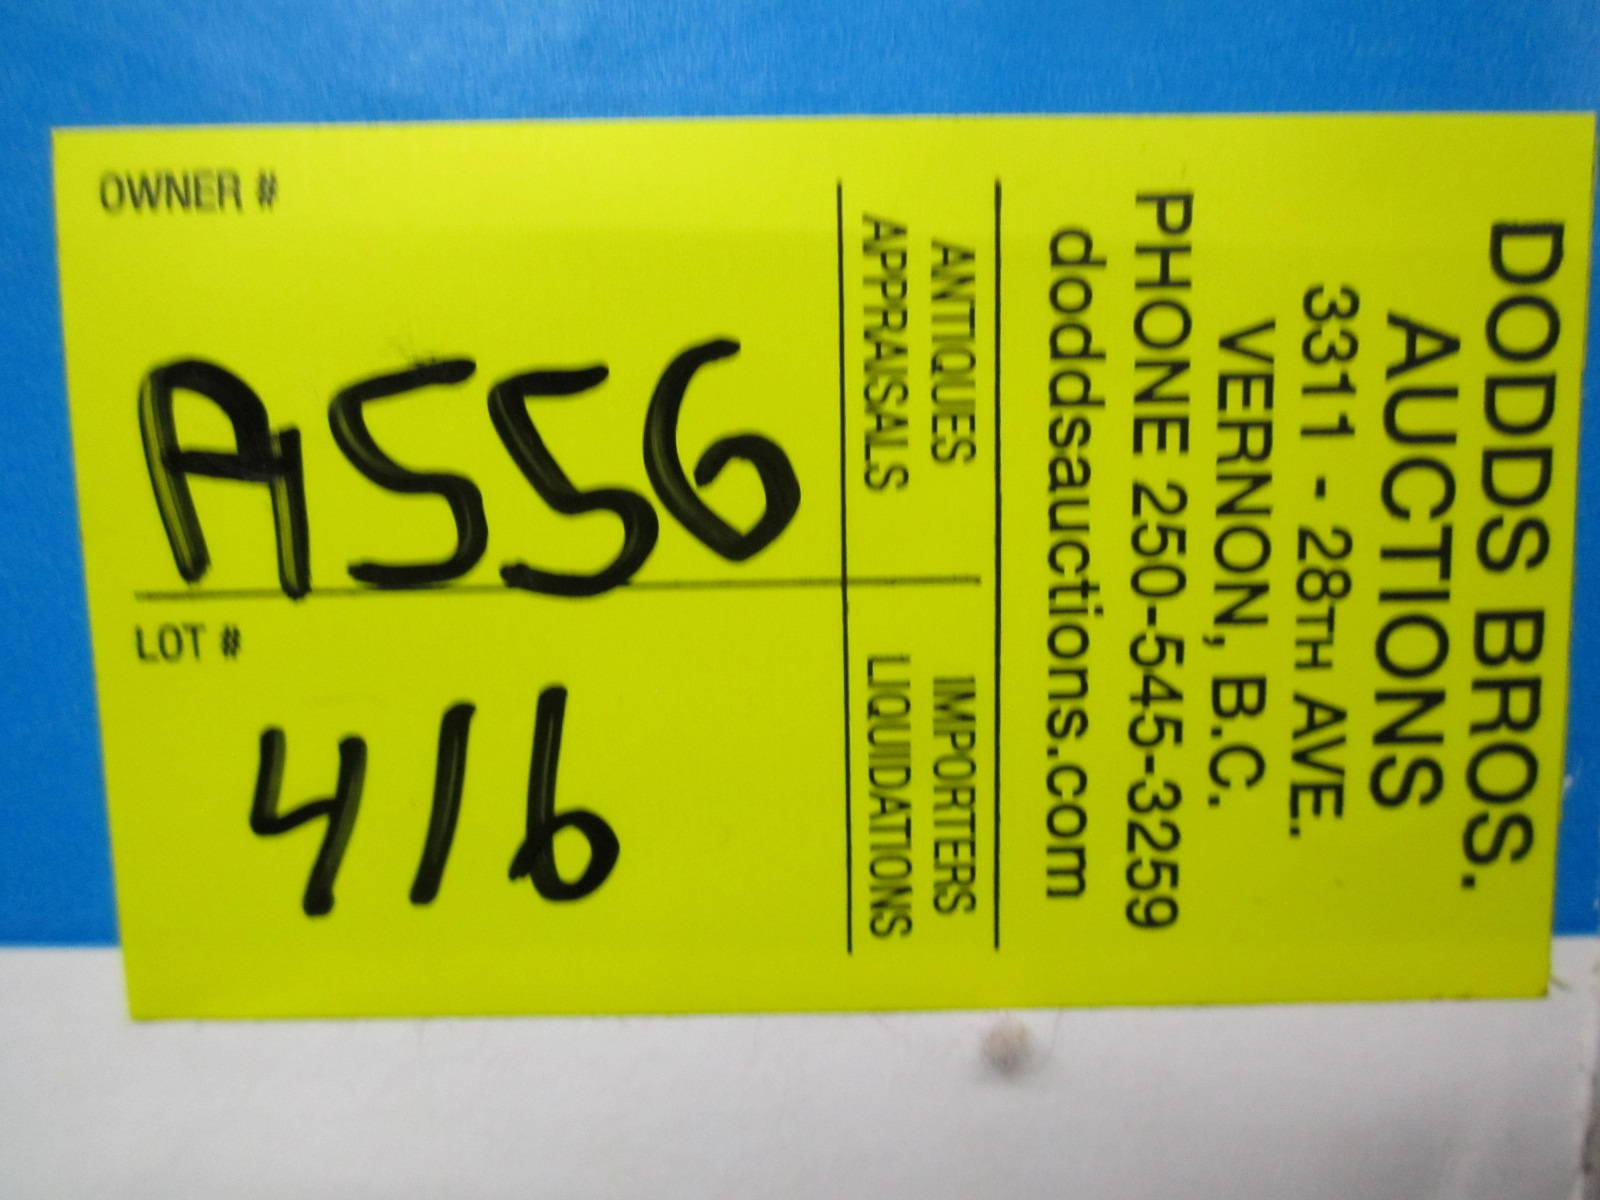 OWNER #
A556
LOT #
416
ANTIQUES
APPRAISALS
IMPORTERS
LIQUIDATIONS
DODDS BROS.
AUCTIONS
3311 - 28TH AVE.
VERNON, B.C.
PHONE 250-545-3259
doddsauctions.com